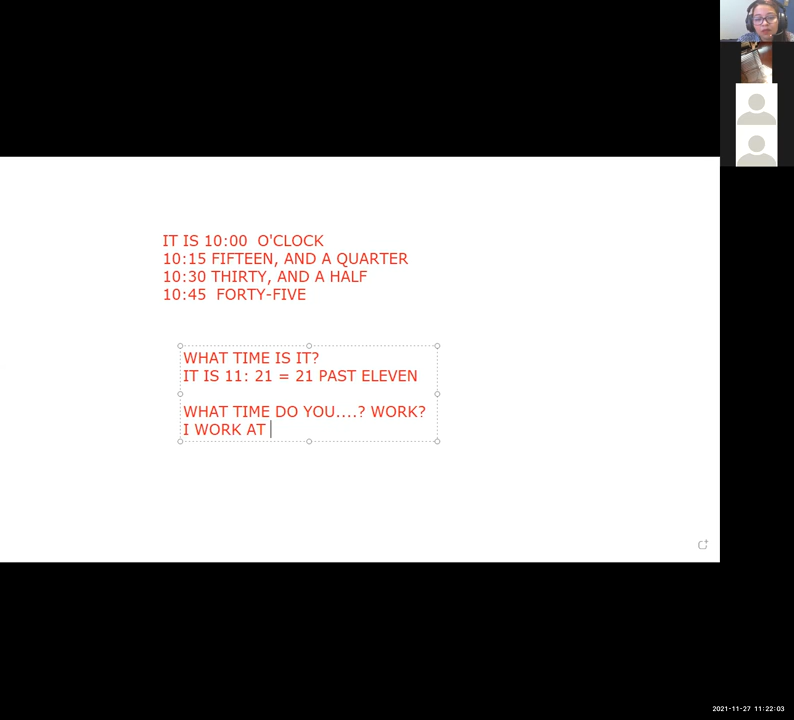 IT IS 10:00  O'CLOCK
10:15 FIFTEEN, AND A QUARTER
10:30 THIRTY, AND A HALF
10:45  FORTY-FIVE
WHAT TIME IS IT?
IT IS 11: 21 = 21 PAST ELEVEN
WHAT TIME DO YOU....? WORK?
I WORK AT
2021-11-27 11:22:03